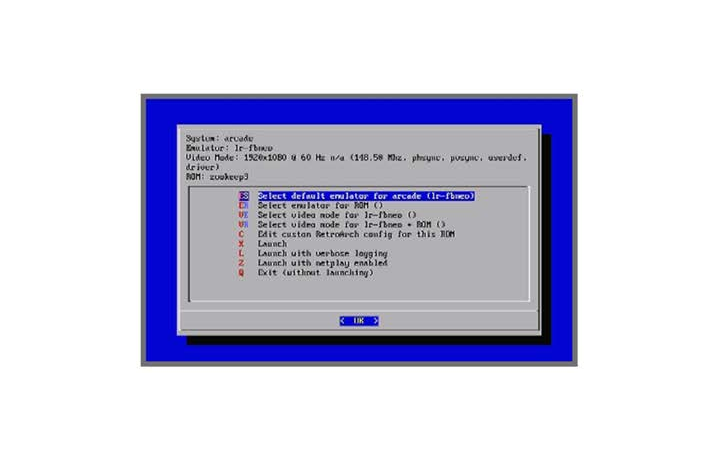 System: arcade
Emulator: lr-fbneo
Video Mode: 1920x1080 @ 60 Hz n/a (148.50 Mhz, phsync, pvsync, userdef,
driver)
ROM: zookeep3
ES Select default emulator for arcade (lr-fbneo)
ER Select emulator for ROM ()
VE Select video mode for lr-fbneo ()
VR Select video mode for lr-fbneo + ROM ()
C Edit custom RetroArch config for this ROM
X Launch
L Launch with verbose logging
Z Launch with netplay enabled
Q Exit (without launching)
< OK >